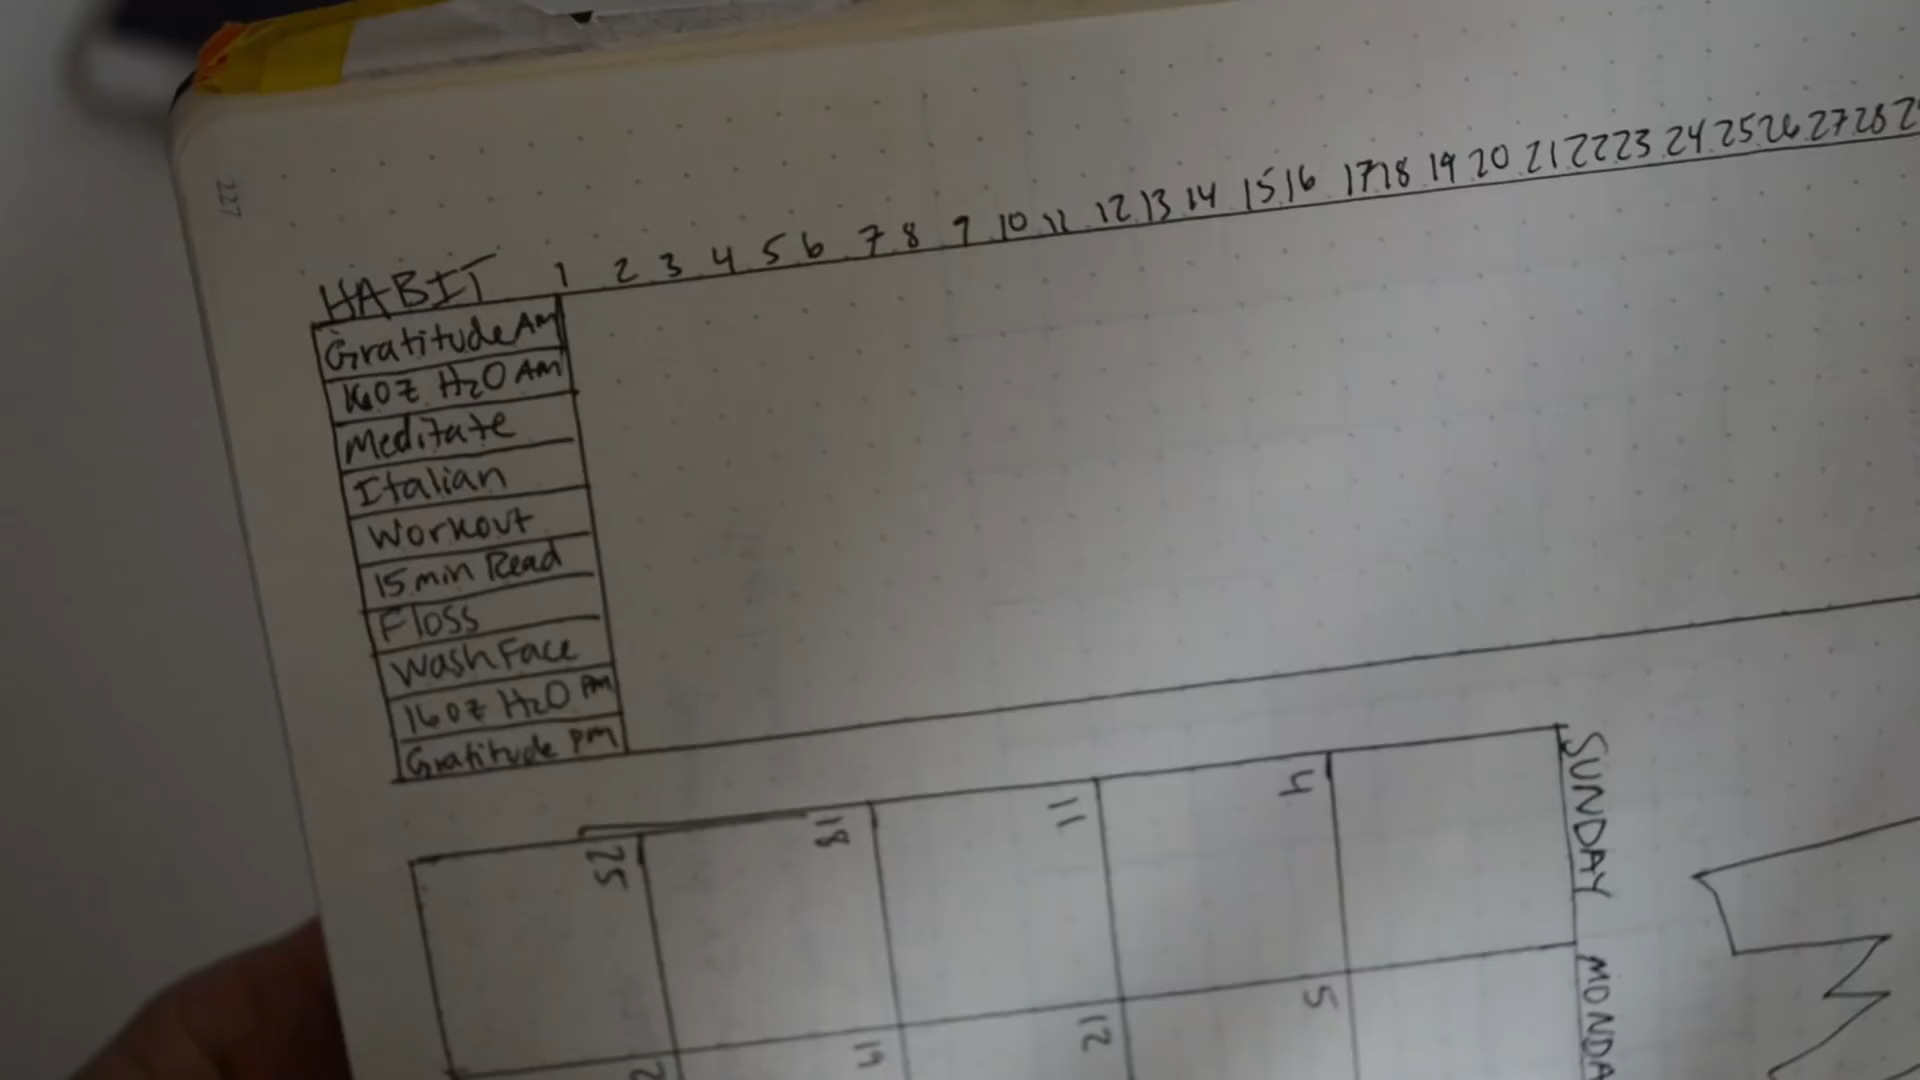 227
HABIT 1 2 3 4 5 6 7 8 9 10 11 12 13 14 15 16 17 18 19 20 21 22 23 24 25 26 27 28
Gratitude AM
16oz H2O AM
Meditate
Italian
Workout
15 min Read
Floss
Wash Face
16oz H2O PM
Gratitude PM
SUNDAY
4
11
18
25
MONDA
5
12
19